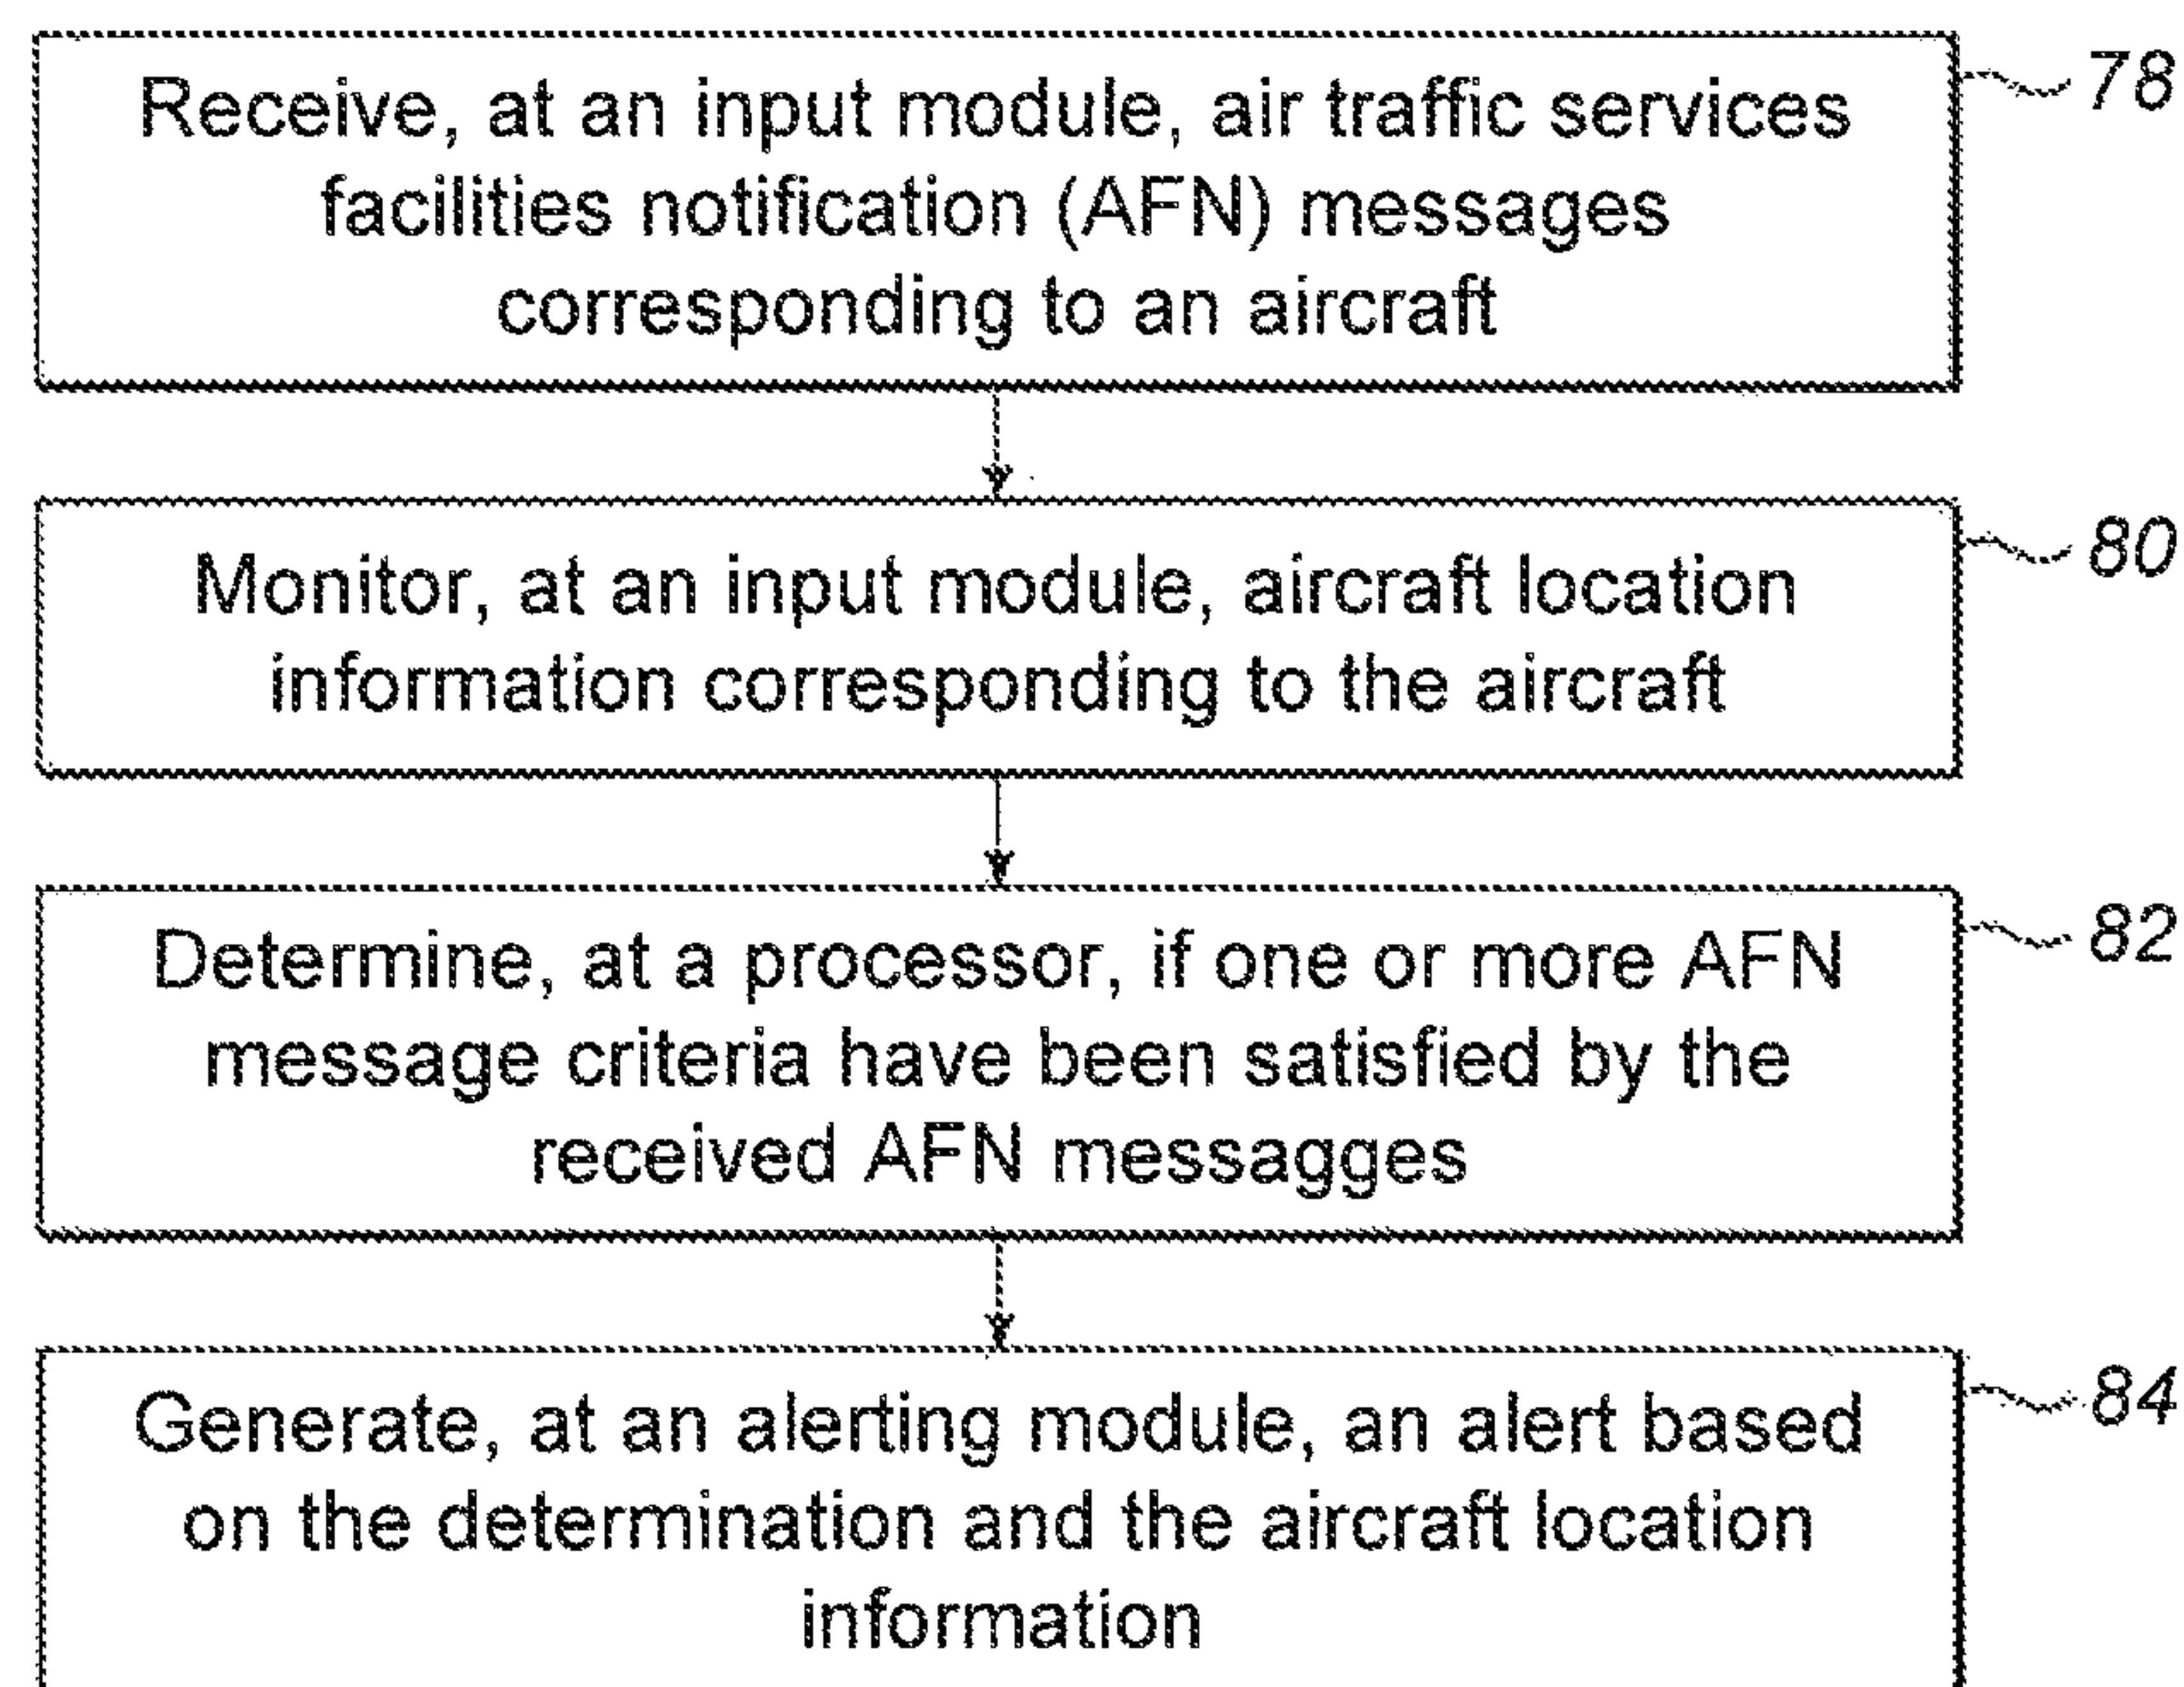 Receive, at an input module, air traffic services
facilities notification (AFN) messages
corresponding to an aircraft
78
Monitor, at an input module, aircraft location
information corresponding to the aircraft
80
Determine, at a processor, if one or more AFN
message criteria have been satisfied by the
received AFN messagges
82
Generate, at an alerting module, an alert based
on the determination and the aircraft location
information
84